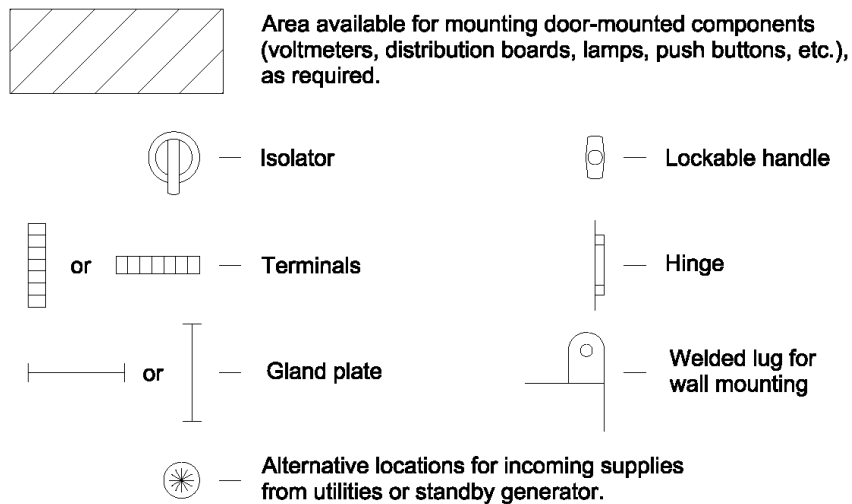 Area available for mounting door-mounted components
(voltmeters, distribution boards, lamps, push buttons, etc.),
as required.
Isolator
Lockable handle
or
Terminals
Hinge
or
Gland plate
Welded lug for
wall mounting
Alternative locations for incoming supplies
from utilities or standby generator.